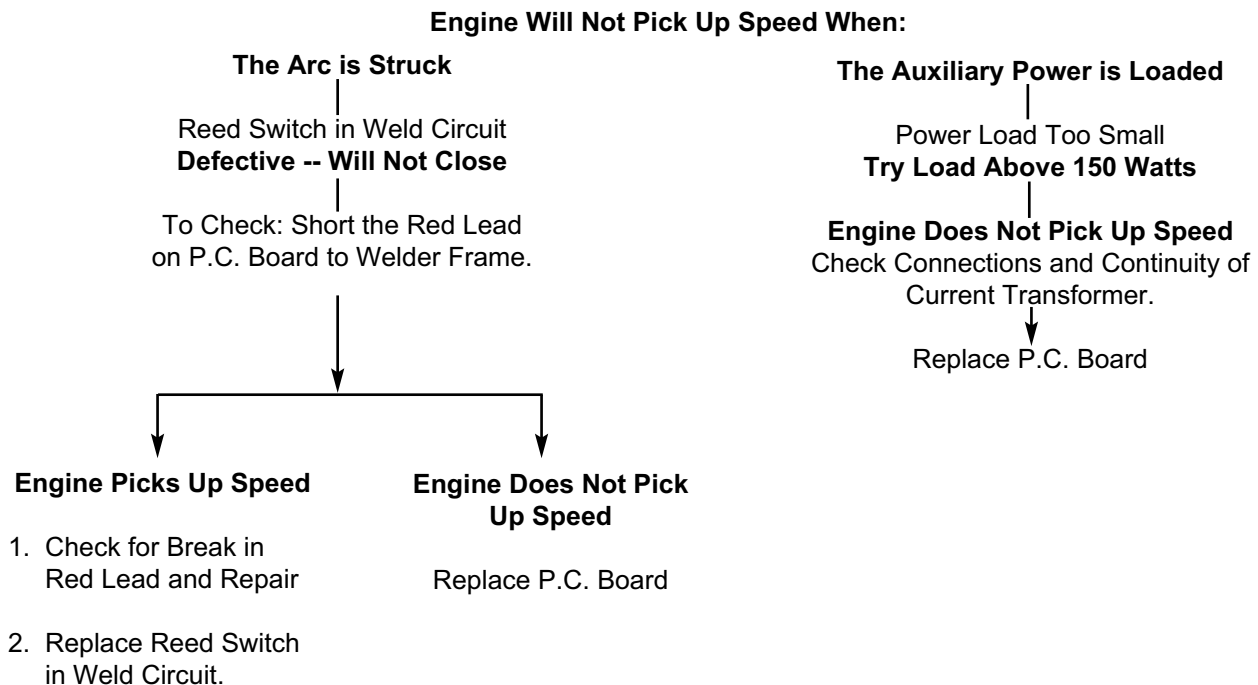 Engine Will Not Pick Up Speed When:
The Arc is Struck
Reed Switch in Weld Circuit
Defective -- Will Not Close
To Check: Short the Red Lead
on P.C. Board to Welder Frame.
Engine Picks Up Speed
1. Check for Break in
Red Lead and Repair
2. Replace Reed Switch
in Weld Circuit.
Engine Does Not Pick
Up Speed
Replace P.C. Board
The Auxiliary Power is Loaded
Power Load Too Small
Try Load Above 150 Watts
Engine Does Not Pick Up Speed
Check Connections and Continuity of
Current Transformer.
Replace P.C. Board